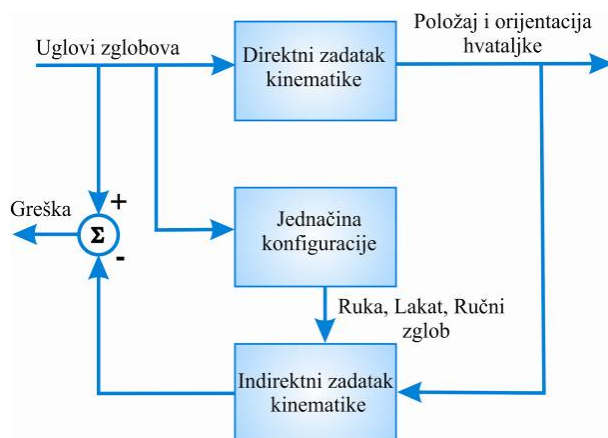 Uglovi zglobova
Direktni zadatak
kinematike
Položaj i orijentacija
hvataljke
Greška
+
Σ
-
Jednačina
konfiguracije
Ruka, Lakat, Ručni
zglob
Indirektni zadatak
kinematike